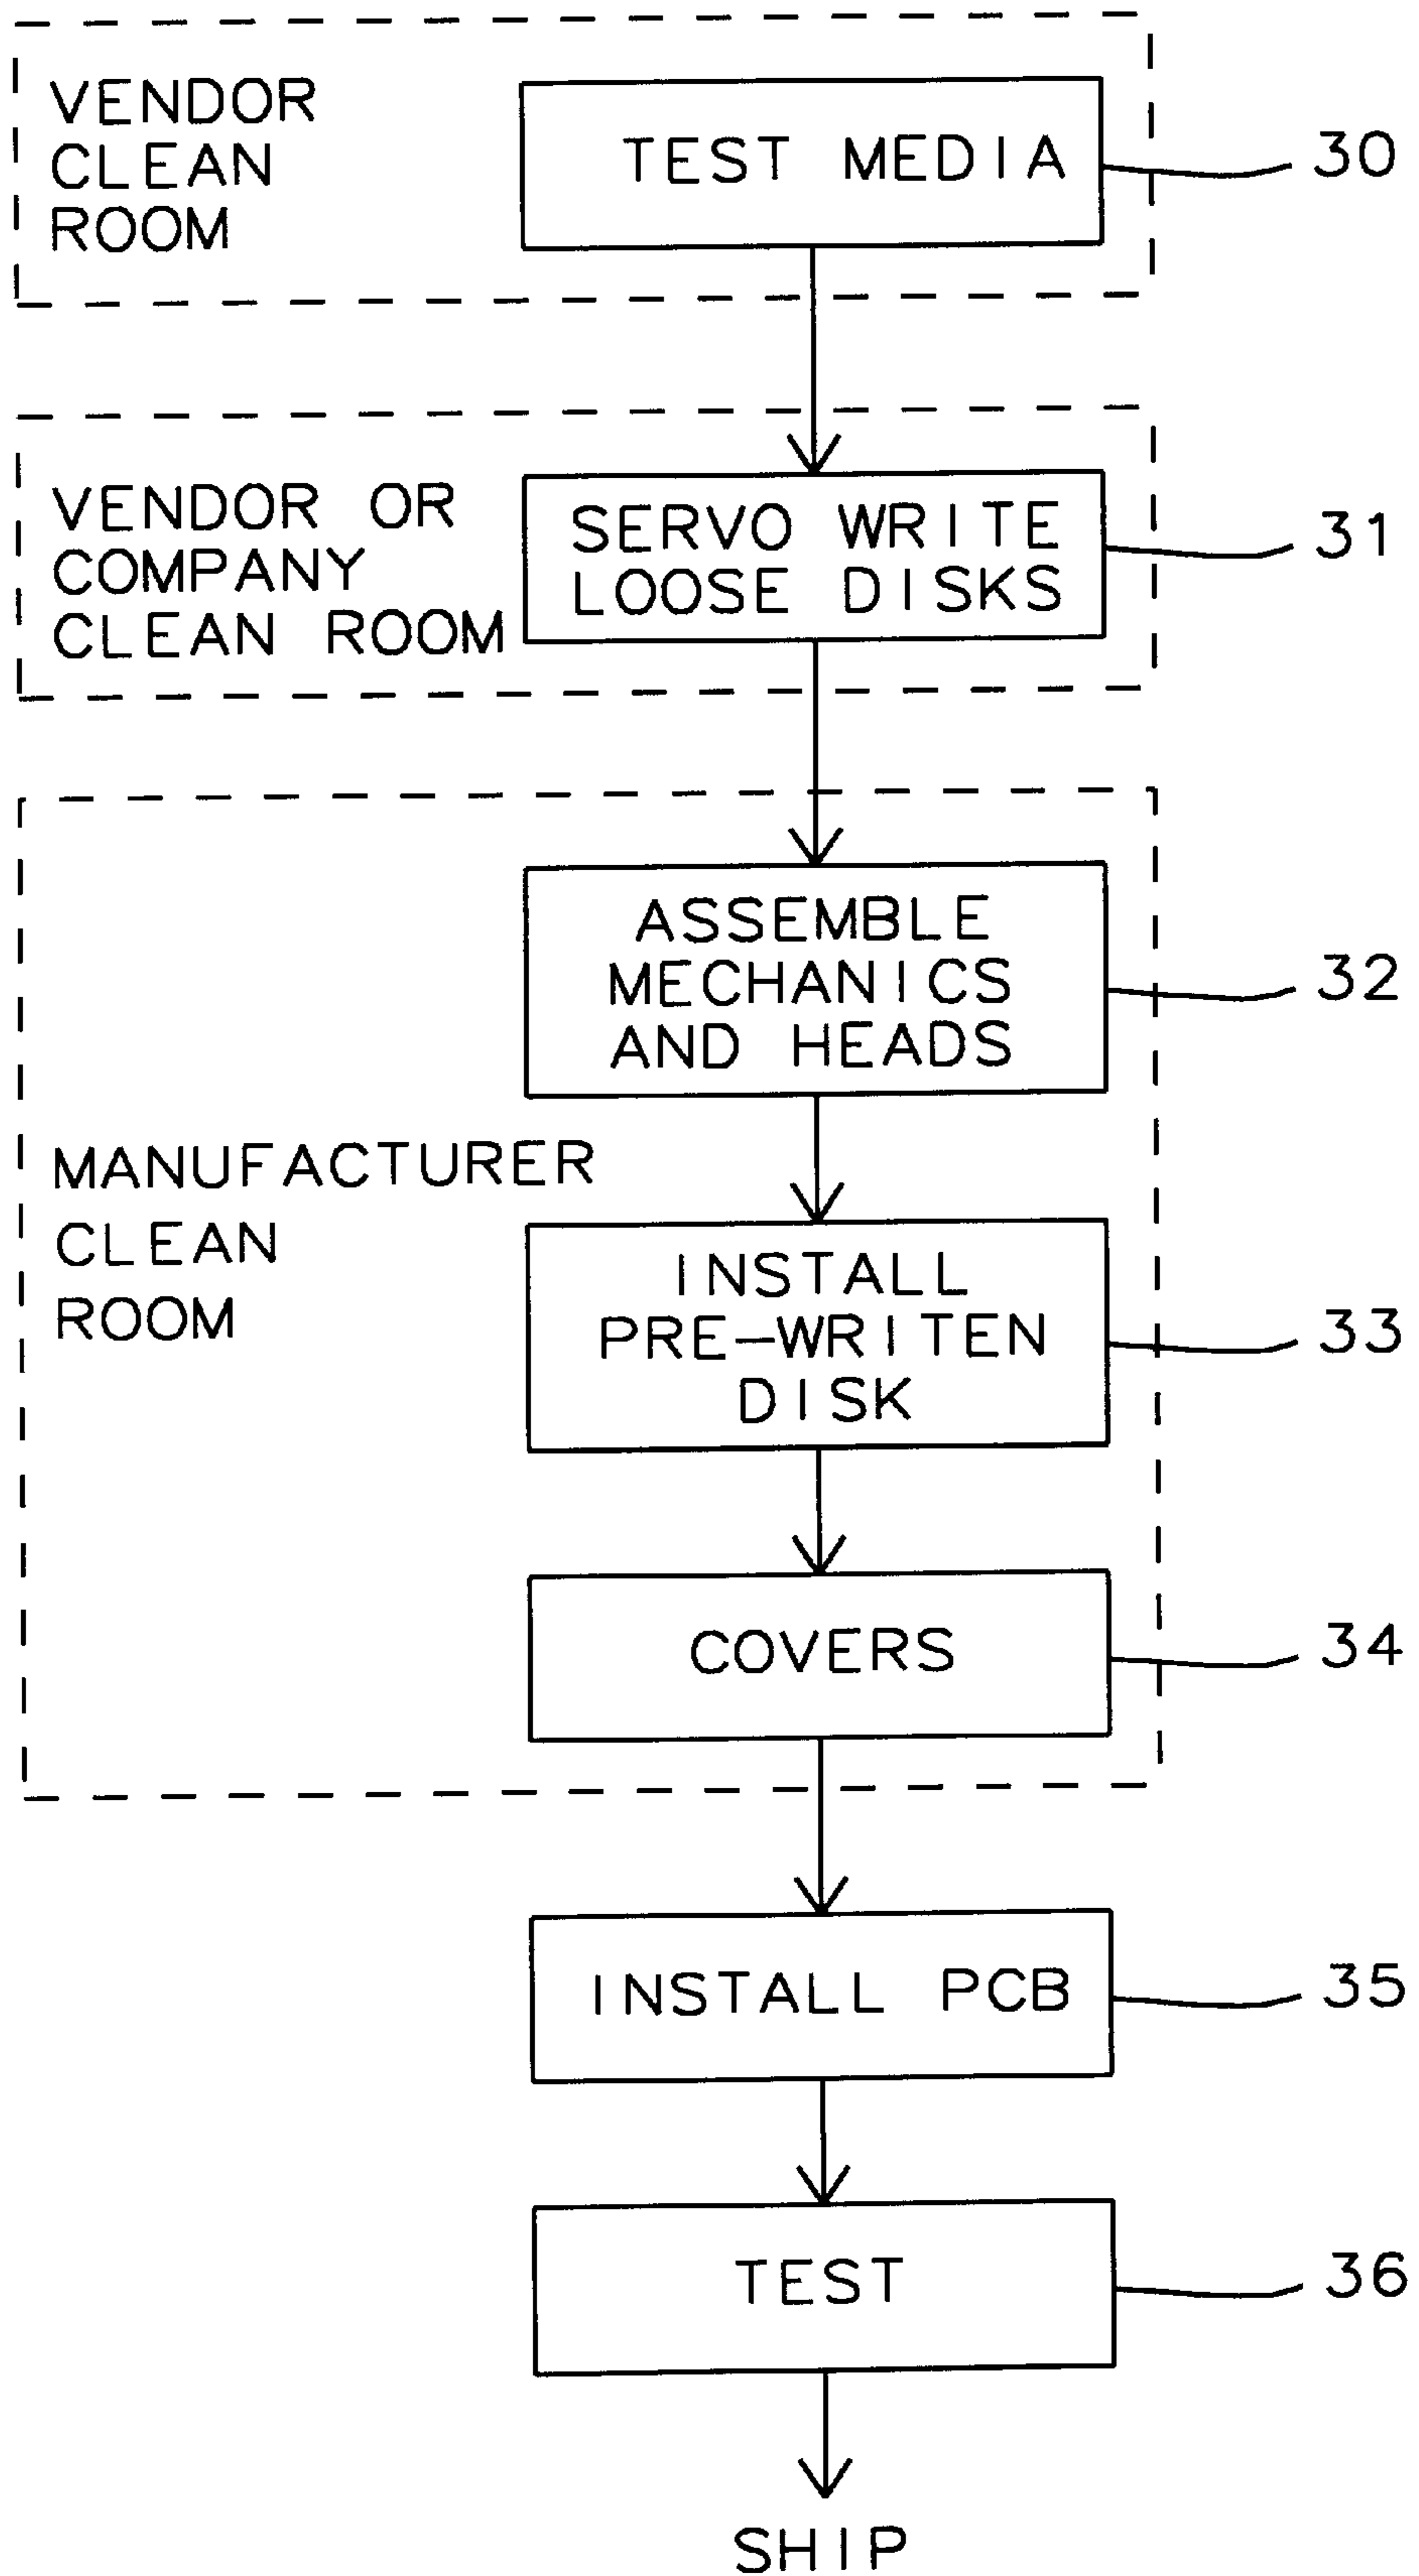 VENDOR
CLEAN
ROOM
TEST MEDIA
30
VENDOR OR
COMPANY
CLEAN ROOM
SERVO WRITE
LOOSE DISKS
31
ASSEMBLE
MECHANICS
AND HEADS
32
MANUFACTURER
CLEAN
ROOM
INSTALL
PRE-WRITEN
DISK
33
COVERS
34
INSTALL PCB
35
TEST
36
SHIP